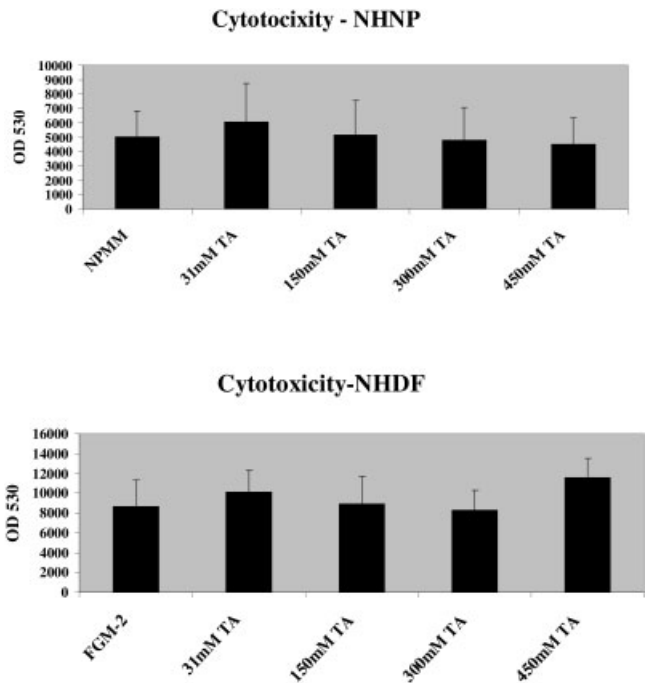 Cytotocixity - NHNP
OD 530
10000
9000
8000
7000
6000
5000
4000
3000
2000
1000
0
NPMM
31mM TA
150mM TA
300mM TA
450mM TA
Cytotoxicity-NHDF
OD 530
16000
14000
12000
10000
8000
6000
4000
2000
0
FGM-2
31mM TA
150mM TA
300mM TA
450mM TA